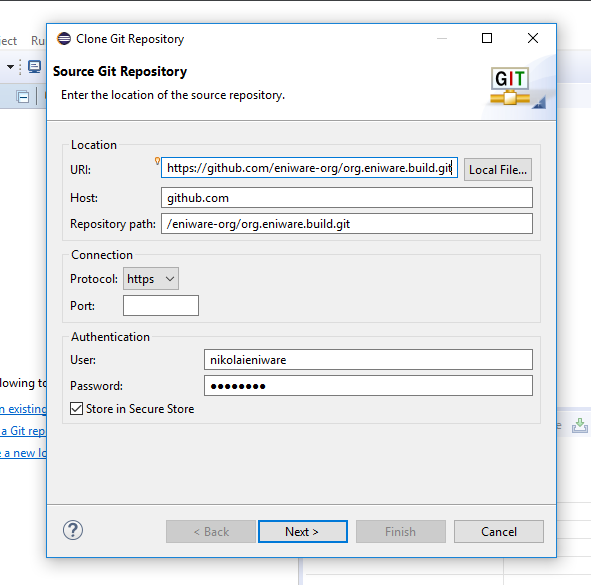 Clone Git Repository
ject Ru
Source Git Repository
Enter the location of the source repository.
GIT
Location
URI: https://github.com/eniware-org/org.eniware.build.git Local File...
Host: github.com
Repository path: /eniware-org/org.eniware.build.git
Connection
Protocol: https
Port:
Authentication
User: nikolaieniware
Password: ●●●●●●●●
Store in Secure Store
lowing to
n existing
a Git rep
e a new lo
? < Back Next > Finish Cancel